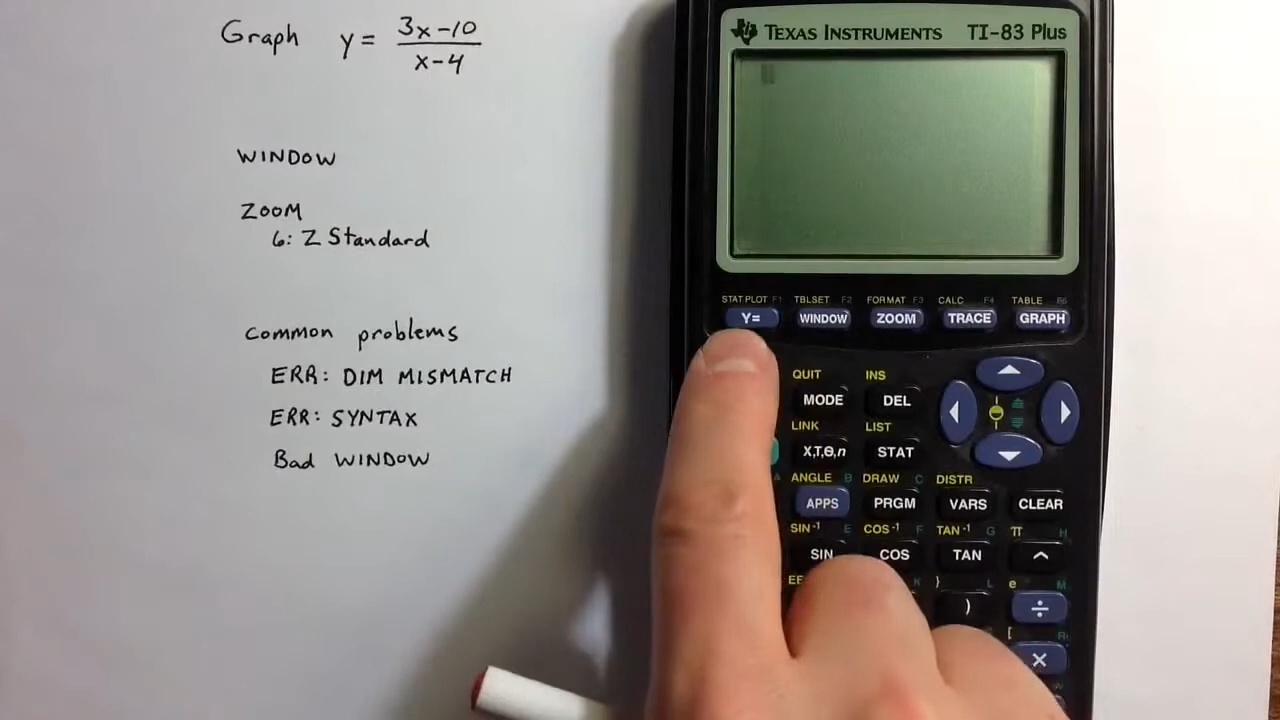 Graph y = 3x-10
x-4
WINDOW
ZOOM
6: Z Standard
Common problems
ERR: DIM MISMATCH
ERR: SYNTAX
Bad WINDOW
TEXAS INSTRUMENTS TI-83 Plus
STAT PLOT F1 TBLSET F2 FORMAT F3 CALC F4 TABLE F5
Y= WINDOW ZOOM TRACE GRAPH
QUIT INS
MODE DEL
LINK LIST
X,T,Θ,n STAT
A ANGLE B DRAW C DISTR
APPS PRGM VARS CLEAR
SIN⁻¹ E COS⁻¹ F TAN⁻¹ G π H
SIN COS TAN ^
EE K } L e M
) ÷
[ R
×